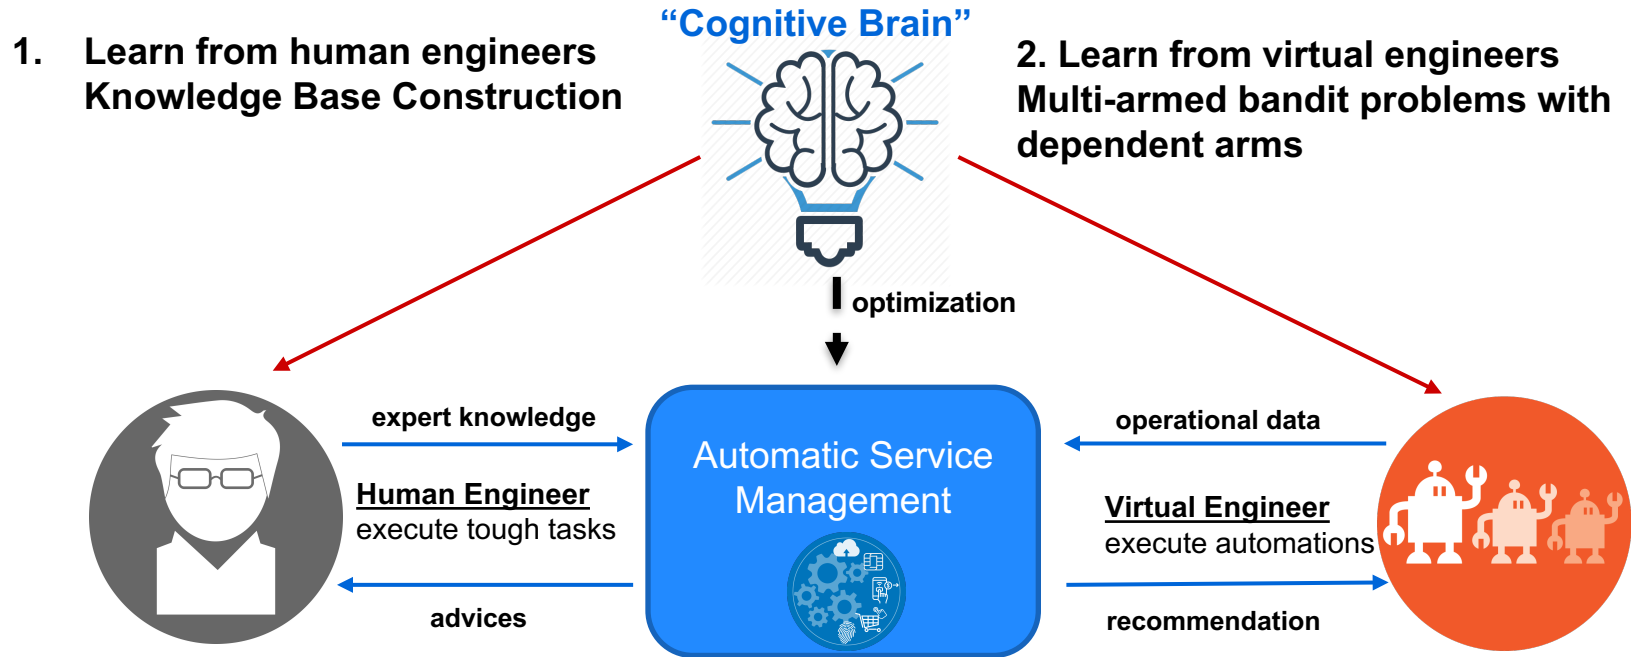 “Cognitive Brain”
1. Learn from human engineers
Knowledge Base Construction
2. Learn from virtual engineers
Multi-armed bandit problems with
dependent arms
optimization
expert knowledge
Human Engineer
execute tough tasks
advices
Automatic Service
Management
operational data
Virtual Engineer
execute automations
recommendation